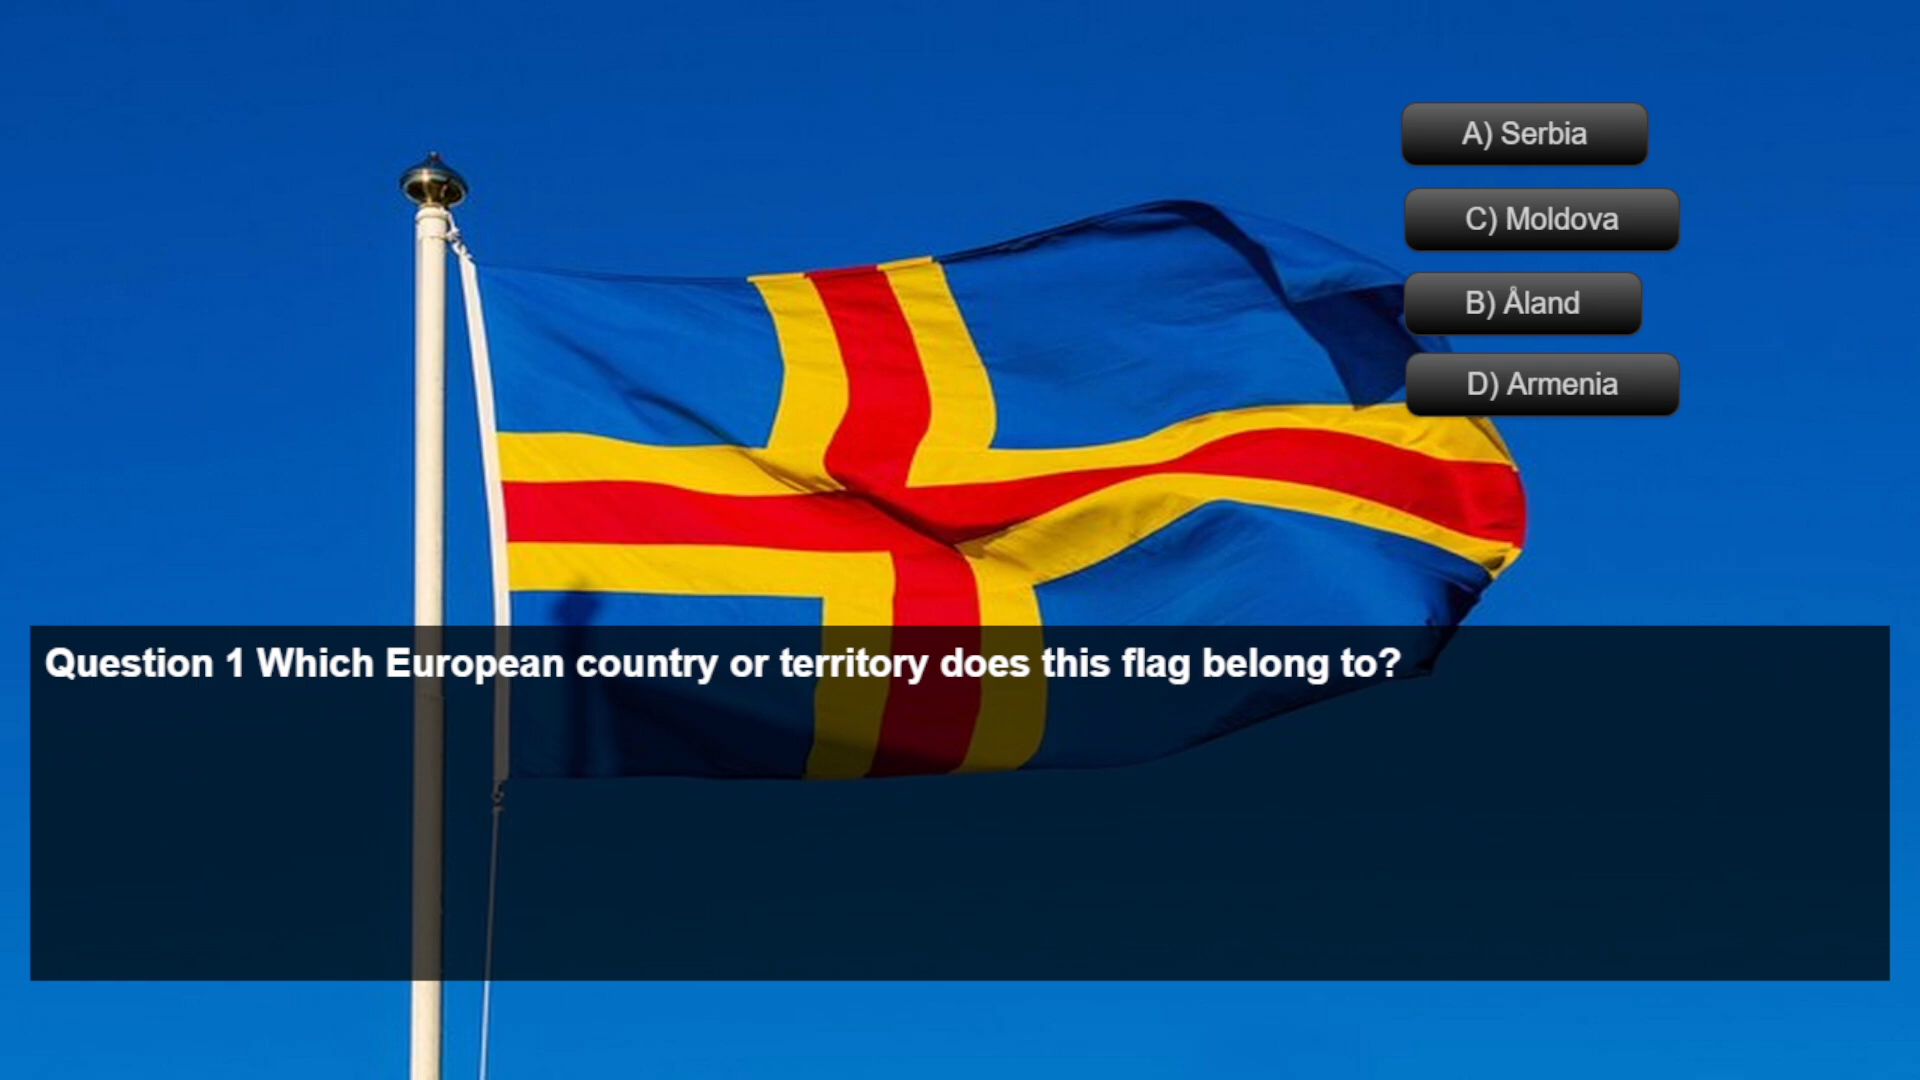 A) Serbia
C) Moldova
B) Åland
D) Armenia
Question 1 Which European country or territory does this flag belong to?